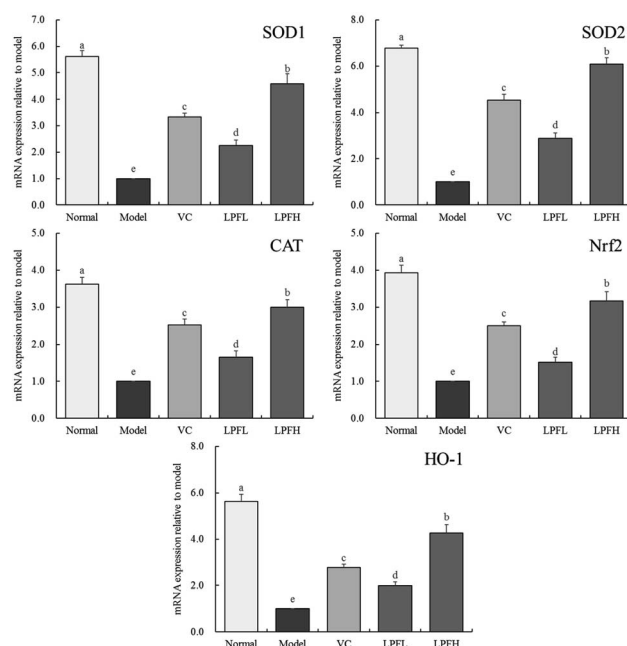 SOD1
mRNA expression relative to model
7.0
6.0
5.0
4.0
3.0
2.0
1.0
0.0
a
e
c
d
b
Normal Model VC LPFL LPFH
SOD2
mRNA expression relative to model
8.0
6.0
4.0
2.0
0.0
a
e
c
d
b
Normal Model VC LPFL LPFH
CAT
mRNA expression relative to model
5.0
4.0
3.0
2.0
1.0
0.0
a
e
c
d
b
Normal Model VC LPFL LPFH
Nrf2
mRNA expression relative to model
5.0
4.0
3.0
2.0
1.0
0.0
a
e
c
d
b
Normal Model VC LPFL LPFH
HO-1
mRNA expression relative to model
8.0
6.0
4.0
2.0
0.0
a
e
c
d
b
Normal Model VC LPFL LPFH